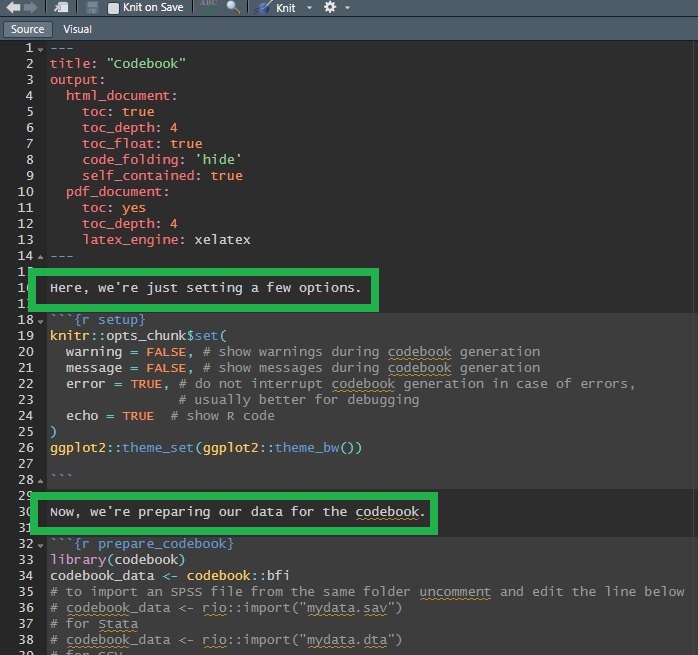 Knit on Save ABC Knit
Source Visual
1 ---
2 title: "Codebook"
3 output:
4   html_document:
5     toc: true
6     toc_depth: 4
7     toc_float: true
8     code_folding: 'hide'
9     self_contained: true
10   pdf_document:
11     toc: yes
12     toc_depth: 4
13     latex_engine: xelatex
14 ---
Here, we're just setting a few options.
18 ```{r setup}
19 knitr::opts_chunk$set(
20   warning = FALSE, # show warnings during codebook generation
21   message = FALSE, # show messages during codebook generation
22   error = TRUE, # do not interrupt codebook generation in case of errors,
23                 # usually better for debugging
24   echo = TRUE  # show R code
25 )
26 ggplot2::theme_set(ggplot2::theme_bw())
27
28 ```
29
Now, we're preparing our data for the codebook.
32 ```{r prepare_codebook}
33 library(codebook)
34 codebook_data <- codebook::bfi
35 # to import an SPSS file from the same folder uncomment and edit the line below
36 # codebook_data <- rio::import("mydata.sav")
37 # for Stata
38 # codebook_data <- rio::import("mydata.dta")
39 # for CSV